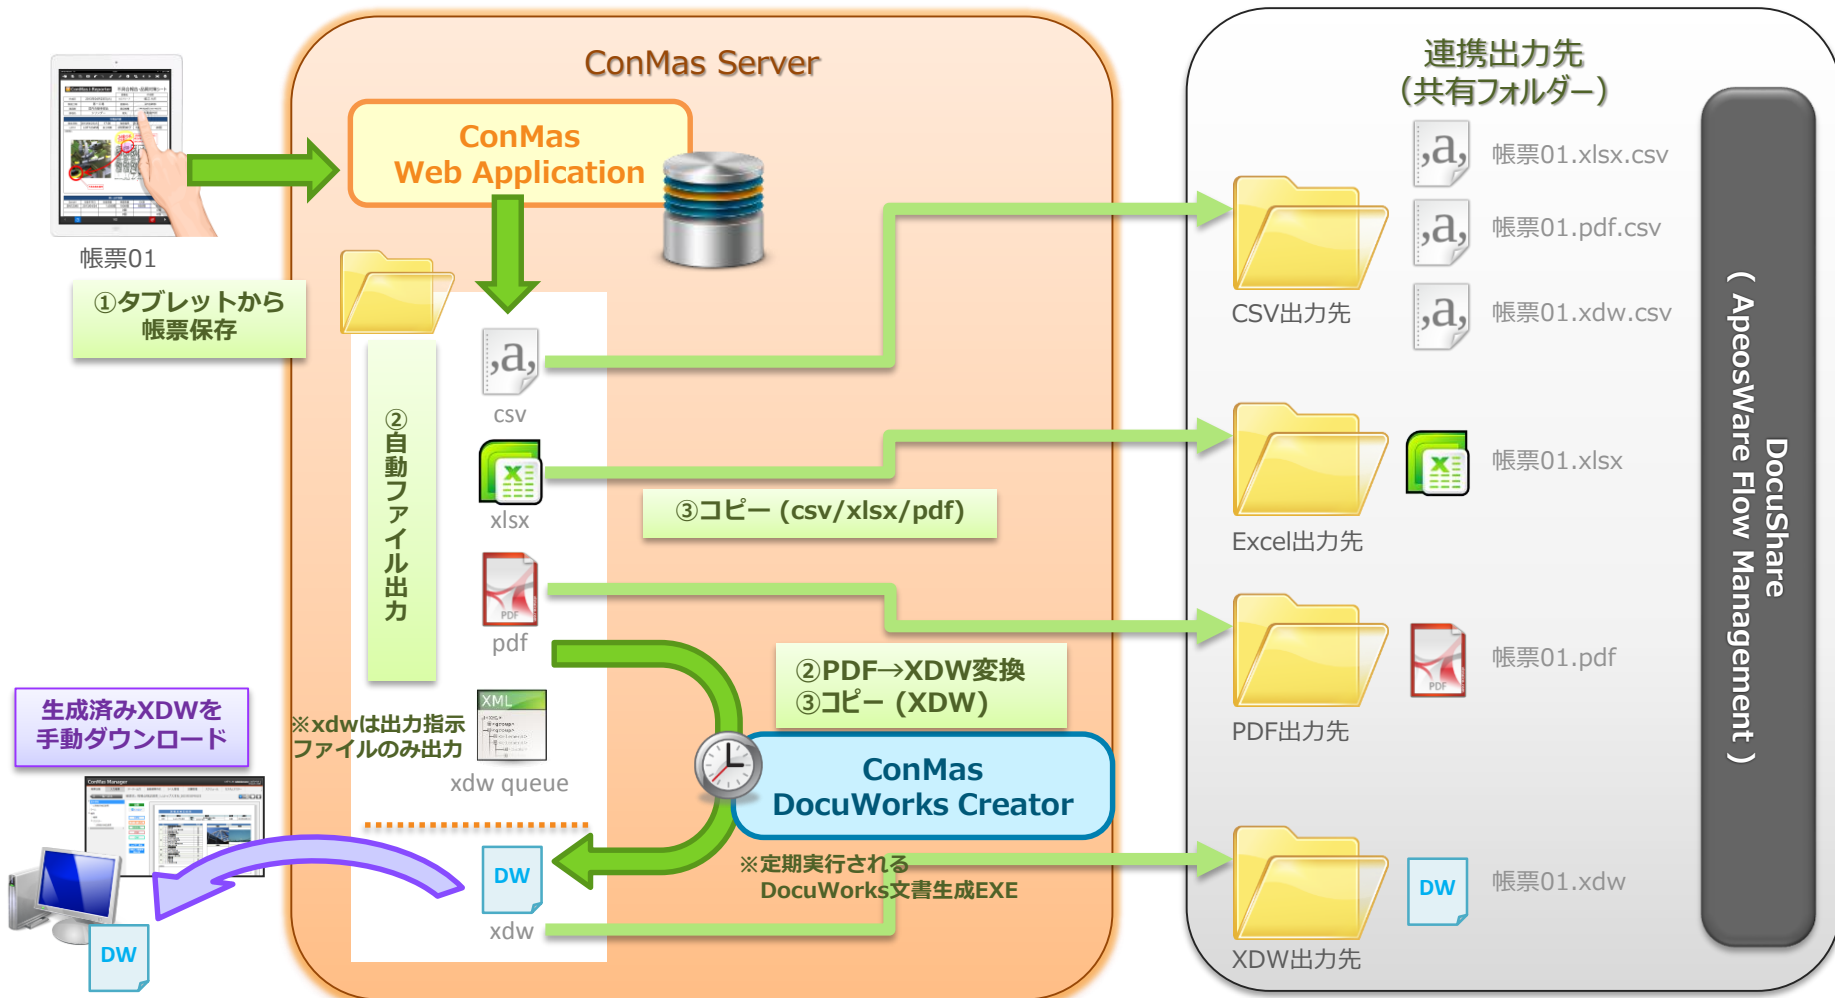 ConMas Server
ConMas
Web Application
帳票01
①タブレットから
帳票保存
②自動ファイル出力
,a,
csv
xlsx
PDF
pdf
XML
xdw queue
※xdwは出力指示
ファイルのみ出力
DW
xdw
③コピー (csv/xlsx/pdf)
②PDF→XDW変換
③コピー (XDW)
ConMas
DocuWorks Creator
※定期実行される
DocuWorks文書生成EXE
生成済みXDWを
手動ダウンロード
ConMas Manager
DW
連携出力先
（共有フォルダー）
,a,
帳票01.xlsx.csv
,a,
帳票01.pdf.csv
,a,
帳票01.xdw.csv
CSV出力先
帳票01.xlsx
Excel出力先
PDF
帳票01.pdf
PDF出力先
DW
帳票01.xdw
XDW出力先
DocuShare
( ApeosWare Flow Management )